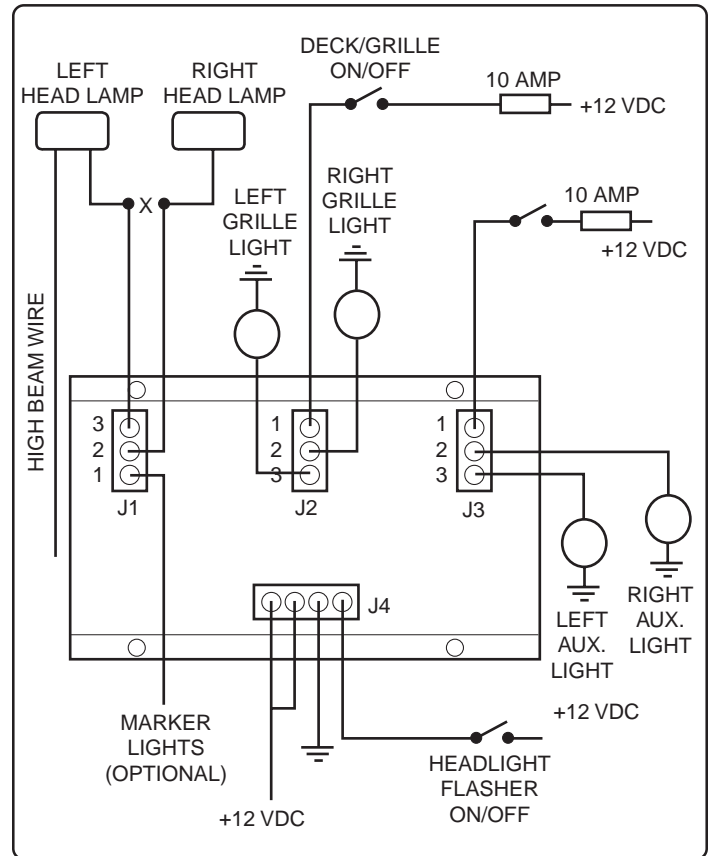 DECK/GRILLE
ON/OFF
LEFT
HEAD LAMP
RIGHT
HEAD LAMP
10 AMP
+12 VDC
X
LEFT
GRILLE
LIGHT
RIGHT
GRILLE
LIGHT
10 AMP
+12 VDC
HIGH BEAM WIRE
3
2
1
J1
1
2
3
J2
1
2
3
J3
J4
LEFT
AUX.
LIGHT
RIGHT
AUX.
LIGHT
MARKER
LIGHTS
(OPTIONAL)
+12 VDC
+12 VDC
HEADLIGHT
FLASHER
ON/OFF